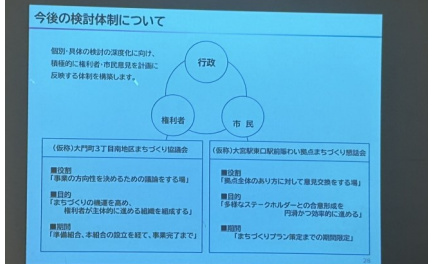 今後の検討体制について
個別・具体の検討の深度化に向け、
積極的に権利者・市民意見を計画に
反映する体制を構築します。
行政
権利者
市 民
（仮称）大門町3丁目南地区まちづくり協議会
■役割
「事業の方向性を決めるための議論をする場」
■目的
「まちづくりの機運を高め、
権利者が主体的に進める組織を組成する」
■期間
「準備組合、本組合の設立を経て、事業完了まで」
（仮称）大宮駅東口駅前賑わい拠点まちづくり懇話会
■役割
「拠点全体のあり方に対して意見交換をする場」
■目的
「多様なステークホルダーとの合意形成を
円滑かつ効率的に進める」
■期間
「まちづくりプラン策定までの期間限定」